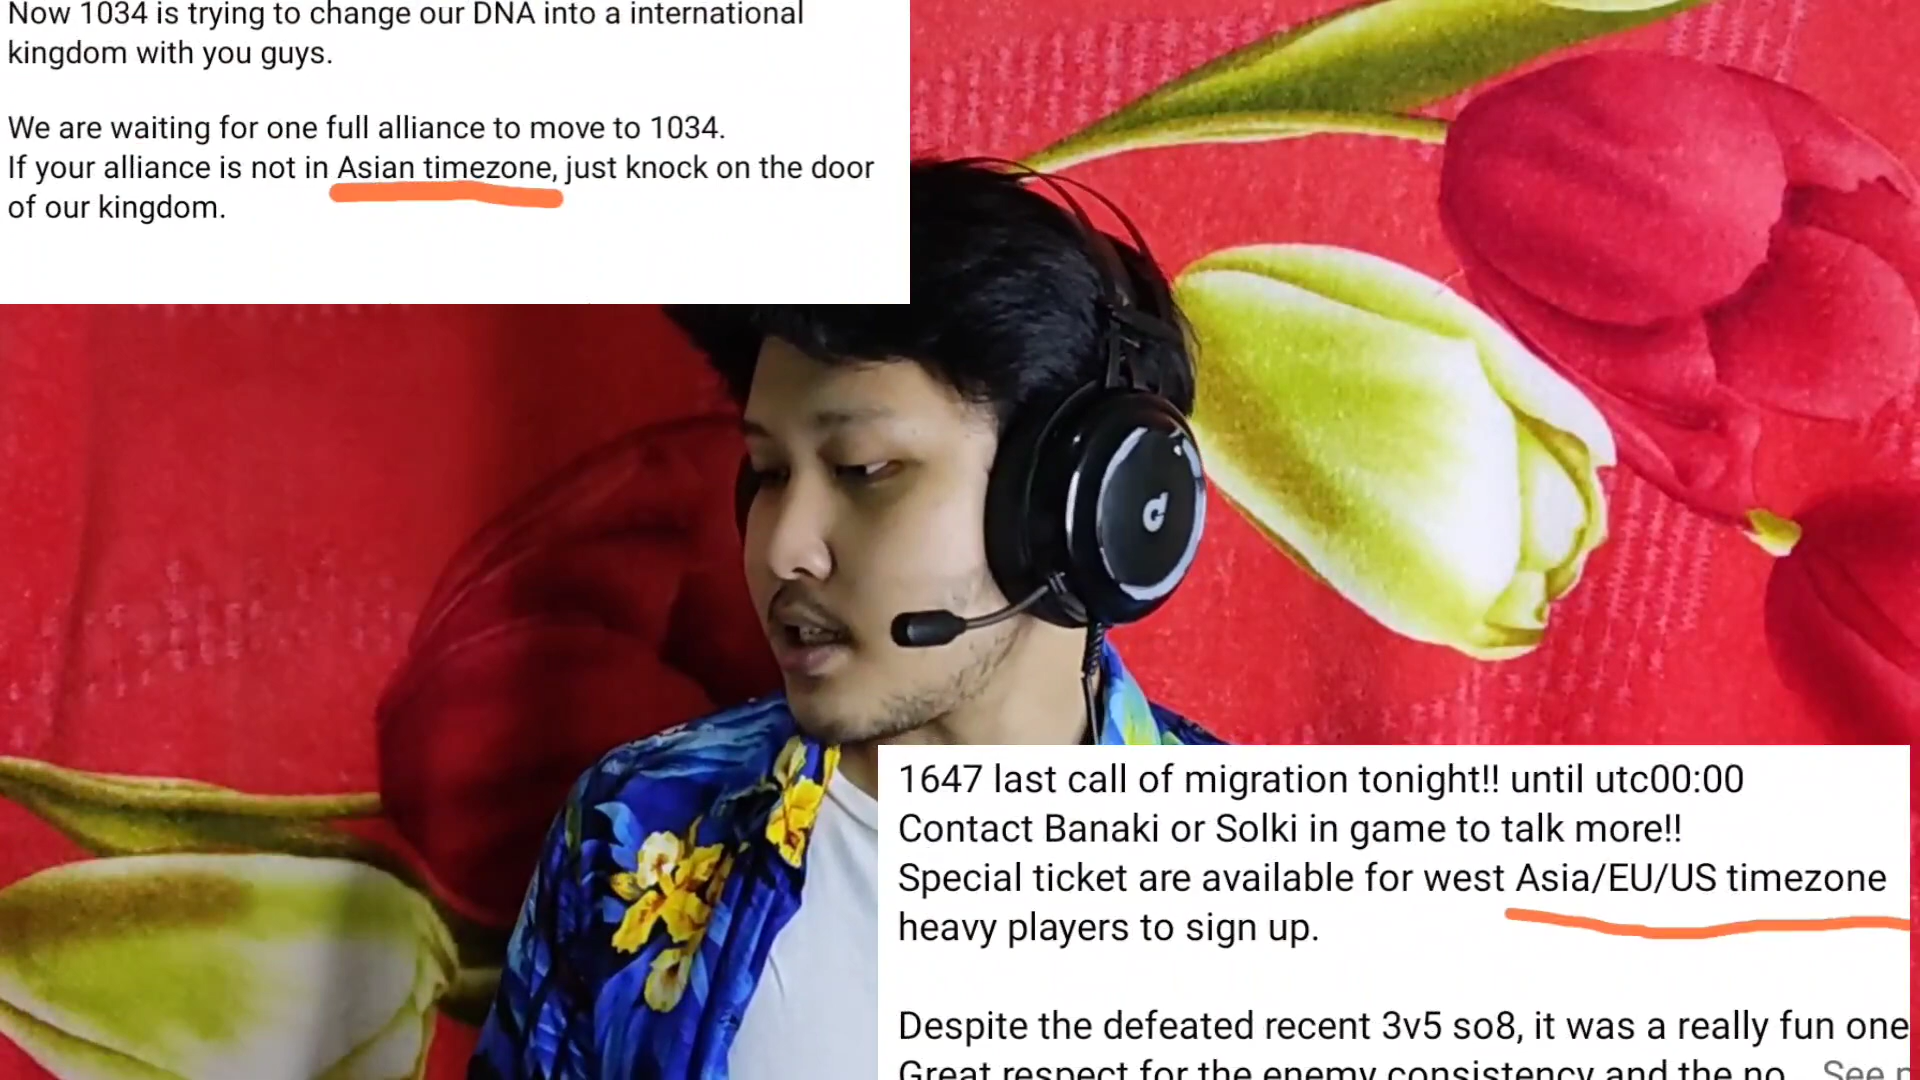 Now 1034 is trying to change our DNA into a international
kingdom with you guys.
We are waiting for one full alliance to move to 1034.
If your alliance is not in Asian timezone, just knock on the door
of our kingdom.
1647 last call of migration tonight!! until utc00:00
Contact Banaki or Solki in game to talk more!!
Special ticket are available for west Asia/EU/US timezone
heavy players to sign up.
Despite the defeated recent 3v5 so8, it was a really fun one
Great respect for the enemy consistency and the no... See